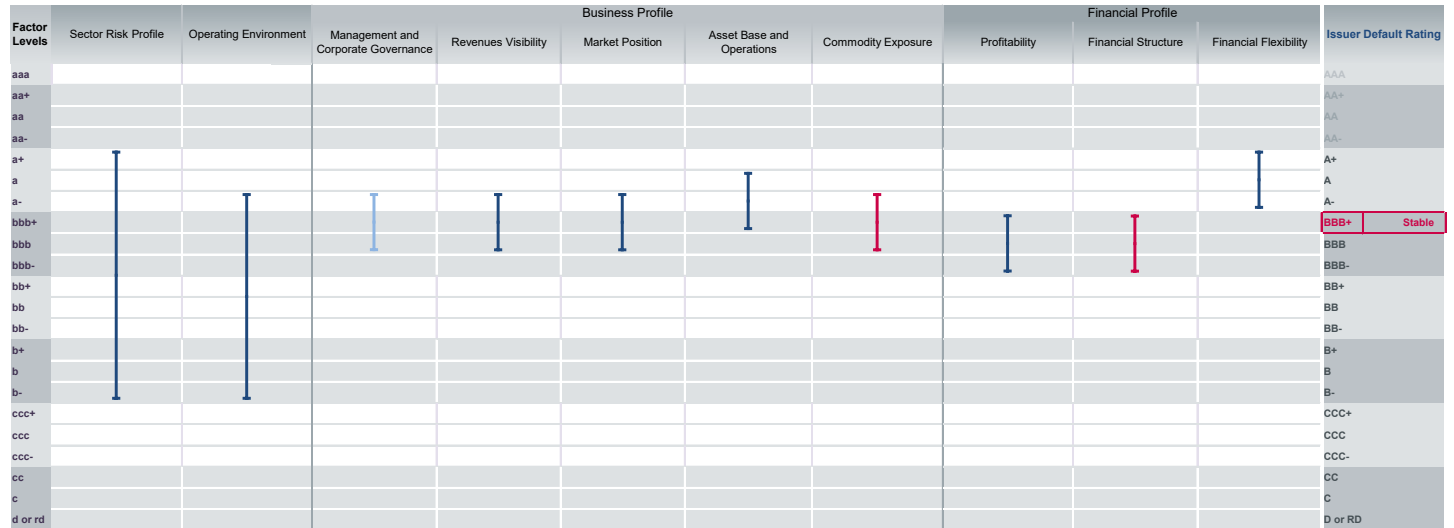 Business Profile
Financial Profile
Factor
Levels
Sector Risk Profile
Operating Environment
Management and
Corporate Governance
Revenues Visibility
Market Position
Asset Base and
Operations
Commodity Exposure
Profitability
Financial Structure
Financial Flexibility
Issuer Default Rating
aaa AAA
aa+ AA+
aa AA
aa- AA-
a+ A+
a A
a- A-
bbb+ BBB+ Stable
bbb BBB
bbb- BBB-
bb+ BB+
bb BB
bb- BB-
b+ B+
b B
b- B-
ccc+ CCC+
ccc CCC
ccc- CCC-
cc CC
c C
d or rd D or RD